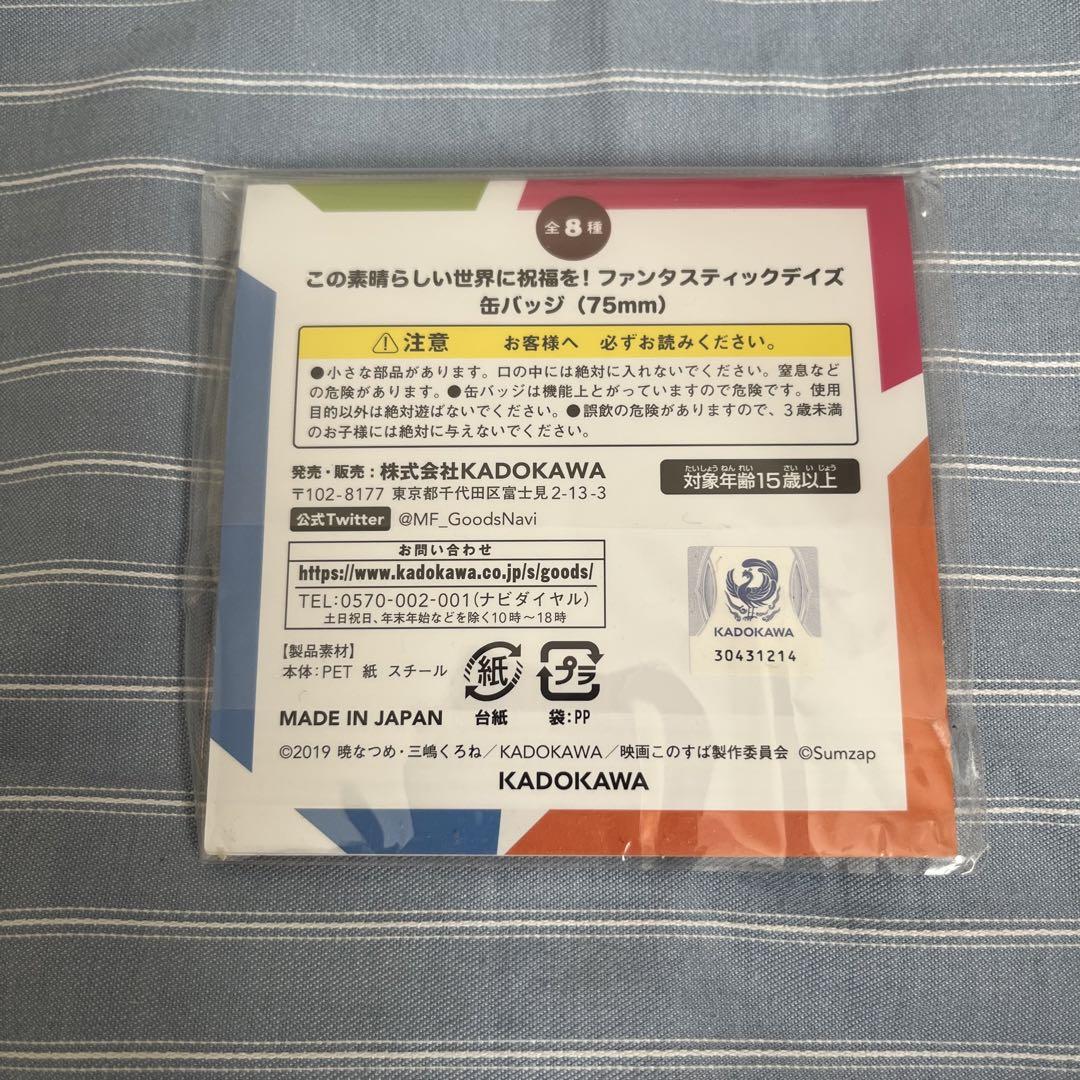 全8種
この素晴らしい世界に祝福を！ファンタスティックデイズ
缶バッジ（75mm）
注意 お客様へ 必ずお読みください。
●小さな部品があります。口の中には絶対に入れないでください。窒息など
の危険があります。●缶バッジは機能上とがっていますので危険です。使用
目的以外は絶対遊ばないでください。●誤飲の危険がありますので、3歳未満
のお子様には絶対に与えないでください。
発売・販売：株式会社KADOKAWA
〒102-8177 東京都千代田区富士見2-13-3
たいしょうねんれい さいいじょう
対象年齢15歳以上
公式Twitter @MF_GoodsNavi
お問い合わせ
https://www.kadokawa.co.jp/s/goods/
TEL:0570-002-001(ナビダイヤル)
土日祝日、年末年始などを除く10時～18時
KADOKAWA
30431214
【製品素材】
本体：PET 紙 スチール
紙
プラ
MADE IN JAPAN 台紙 袋：PP
©2019 暁なつめ・三嶋くろね／KADOKAWA／映画このすば製作委員会 ©Sumzap
KADOKAWA